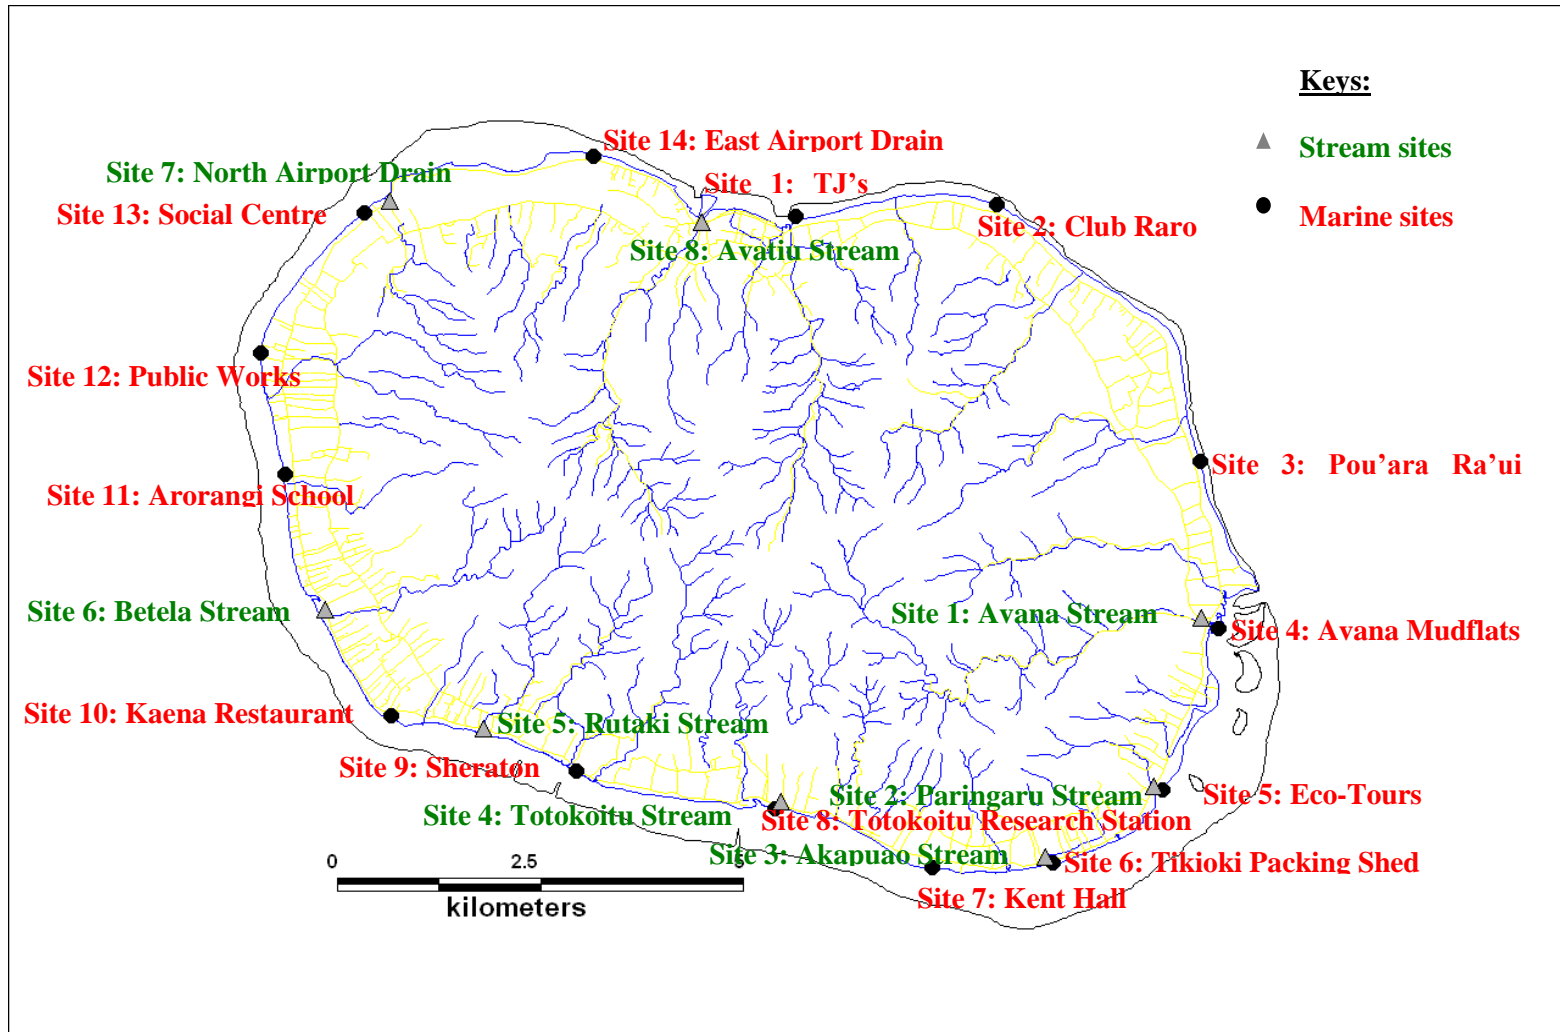 Keys:
Stream sites
Marine sites
Site 14: East Airport Drain
Site 7: North Airport Drain
Site 1: TJ's
Site 13: Social Centre
Site 2: Club Raro
Site 8: Avatiu Stream
Site 12: Public Works
Site 3: Pou'ara Ra'ui
Site 11: Arorangi School
Site 6: Betela Stream
Site 1: Avana Stream
Site 4: Avana Mudflats
Site 10: Kaena Restaurant
Site 5: Rutaki Stream
Site 9: Sheraton
Site 2: Paringaru Stream
Site 5: Eco-Tours
Site 4: Totokoitu Stream
Site 8: Totokoitu Research Station
Site 3: Akapuao Stream
Site 6: Tikioki Packing Shed
Site 7: Kent Hall
0 2.5 5
kilometers